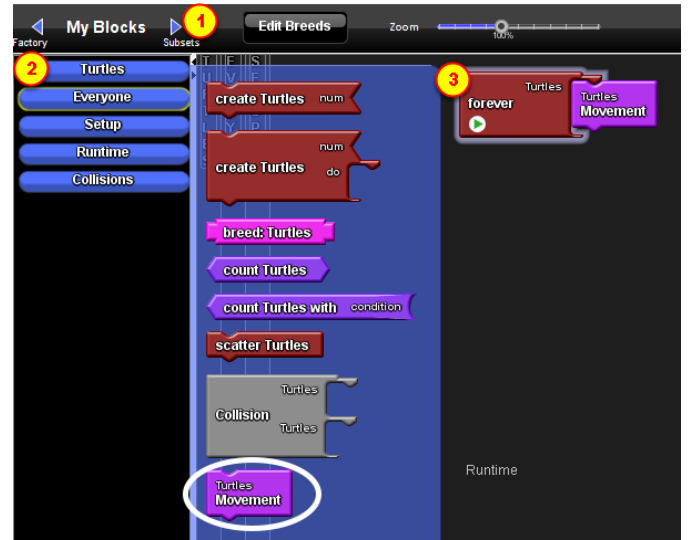 My Blocks
1
Edit Breeds
Zoom
Factory
Subsets
100%
2
Turtles
Everyone
Setup
Runtime
Collisions
create Turtles num
num
create Turtles do
breed: Turtles
count Turtles
count Turtles with condition
scatter Turtles
Turtles
Collision
Turtles
Turtles
Movement
3
Turtles
forever
Turtles
Movement
Runtime